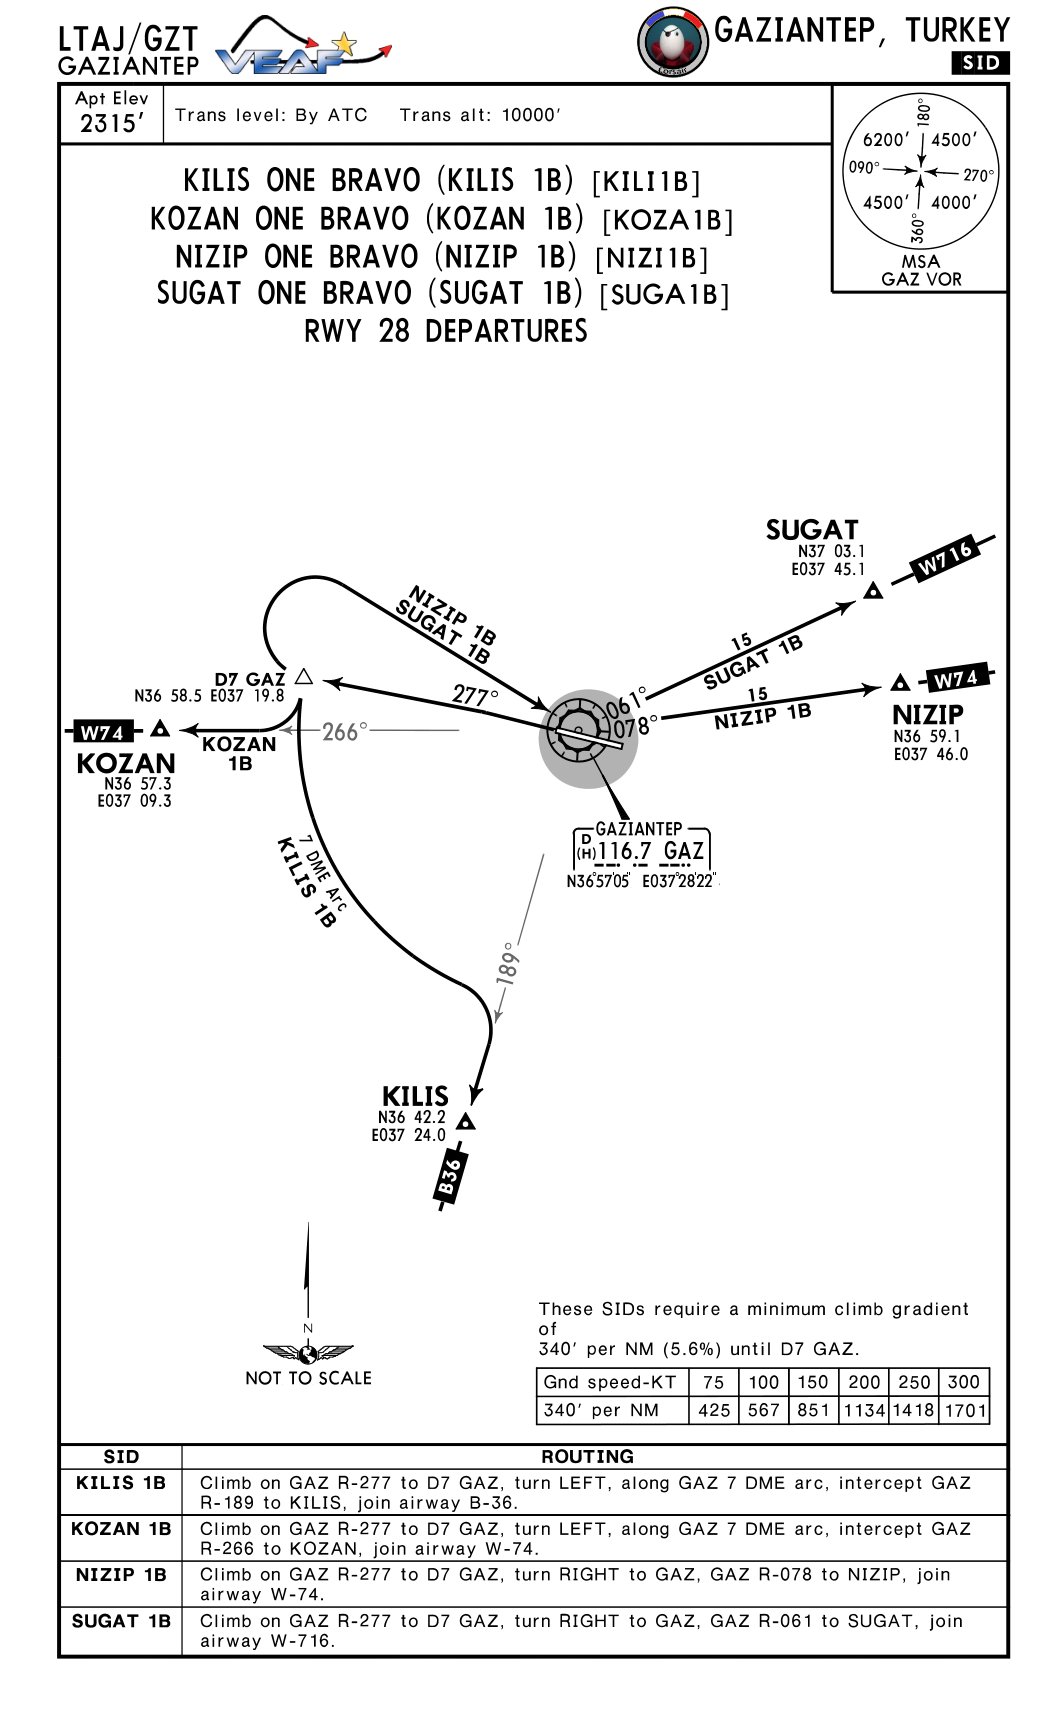 LTAJ/GZT
GAZIANTEP
VEAF
Corsair
GAZIANTEP, TURKEY
SID
Apt Elev
2315'
Trans level: By ATC Trans alt: 10000'
180°
6200' 4500'
090° 270°
4500' 4000'
360°
MSA
GAZ VOR
KILIS ONE BRAVO (KILIS 1B) [KILI1B]
KOZAN ONE BRAVO (KOZAN 1B) [KOZA1B]
NIZIP ONE BRAVO (NIZIP 1B) [NIZI1B]
SUGAT ONE BRAVO (SUGAT 1B) [SUGA1B]
RWY 28 DEPARTURES
SUGAT
N37 03.1
E037 45.1
W716
NIZIP 1B
SUGAT 1B
15
SUGAT 1B
D7 GAZ
N36 58.5 E037 19.8
277°
061°
078°
15
NIZIP 1B
W74
NIZIP
N36 59.1
E037 46.0
W74
KOZAN
N36 57.3
E037 09.3
KOZAN
1B
266°
GAZIANTEP
D
(H) 116.7 GAZ
N36°57'05" E037°28'22"
7 DME Arc
KILIS 1B
189°
KILIS
N36 42.2
E037 24.0
B36
N
NOT TO SCALE
These SIDs require a minimum climb gradient
of
340' per NM (5.6%) until D7 GAZ.
Gnd speed-KT 75 100 150 200 250 300
340' per NM 425 567 851 1134 1418 1701
SID ROUTING
KILIS 1B Climb on GAZ R-277 to D7 GAZ, turn LEFT, along GAZ 7 DME arc, intercept GAZ
R-189 to KILIS, join airway B-36.
KOZAN 1B Climb on GAZ R-277 to D7 GAZ, turn LEFT, along GAZ 7 DME arc, intercept GAZ
R-266 to KOZAN, join airway W-74.
NIZIP 1B Climb on GAZ R-277 to D7 GAZ, turn RIGHT to GAZ, GAZ R-078 to NIZIP, join
airway W-74.
SUGAT 1B Climb on GAZ R-277 to D7 GAZ, turn RIGHT to GAZ, GAZ R-061 to SUGAT, join
airway W-716.